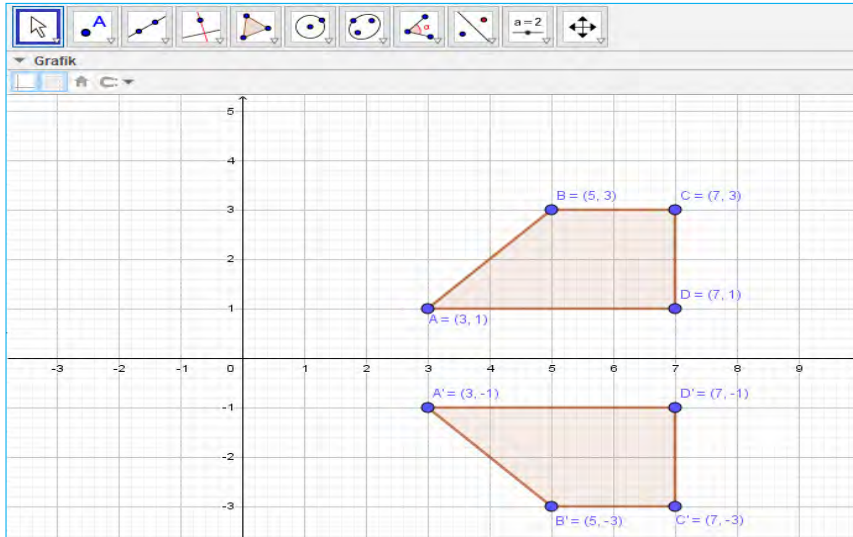 A
α
a = 2
Grafik
5
4
B = (5, 3)
C = (7, 3)
3
2
D = (7, 1)
1
A = (3, 1)
-3
-2
-1
0
1
2
3
4
5
6
7
8
9
A' = (3, -1)
D' = (7, -1)
-1
-2
-3
B' = (5, -3)
C' = (7, -3)